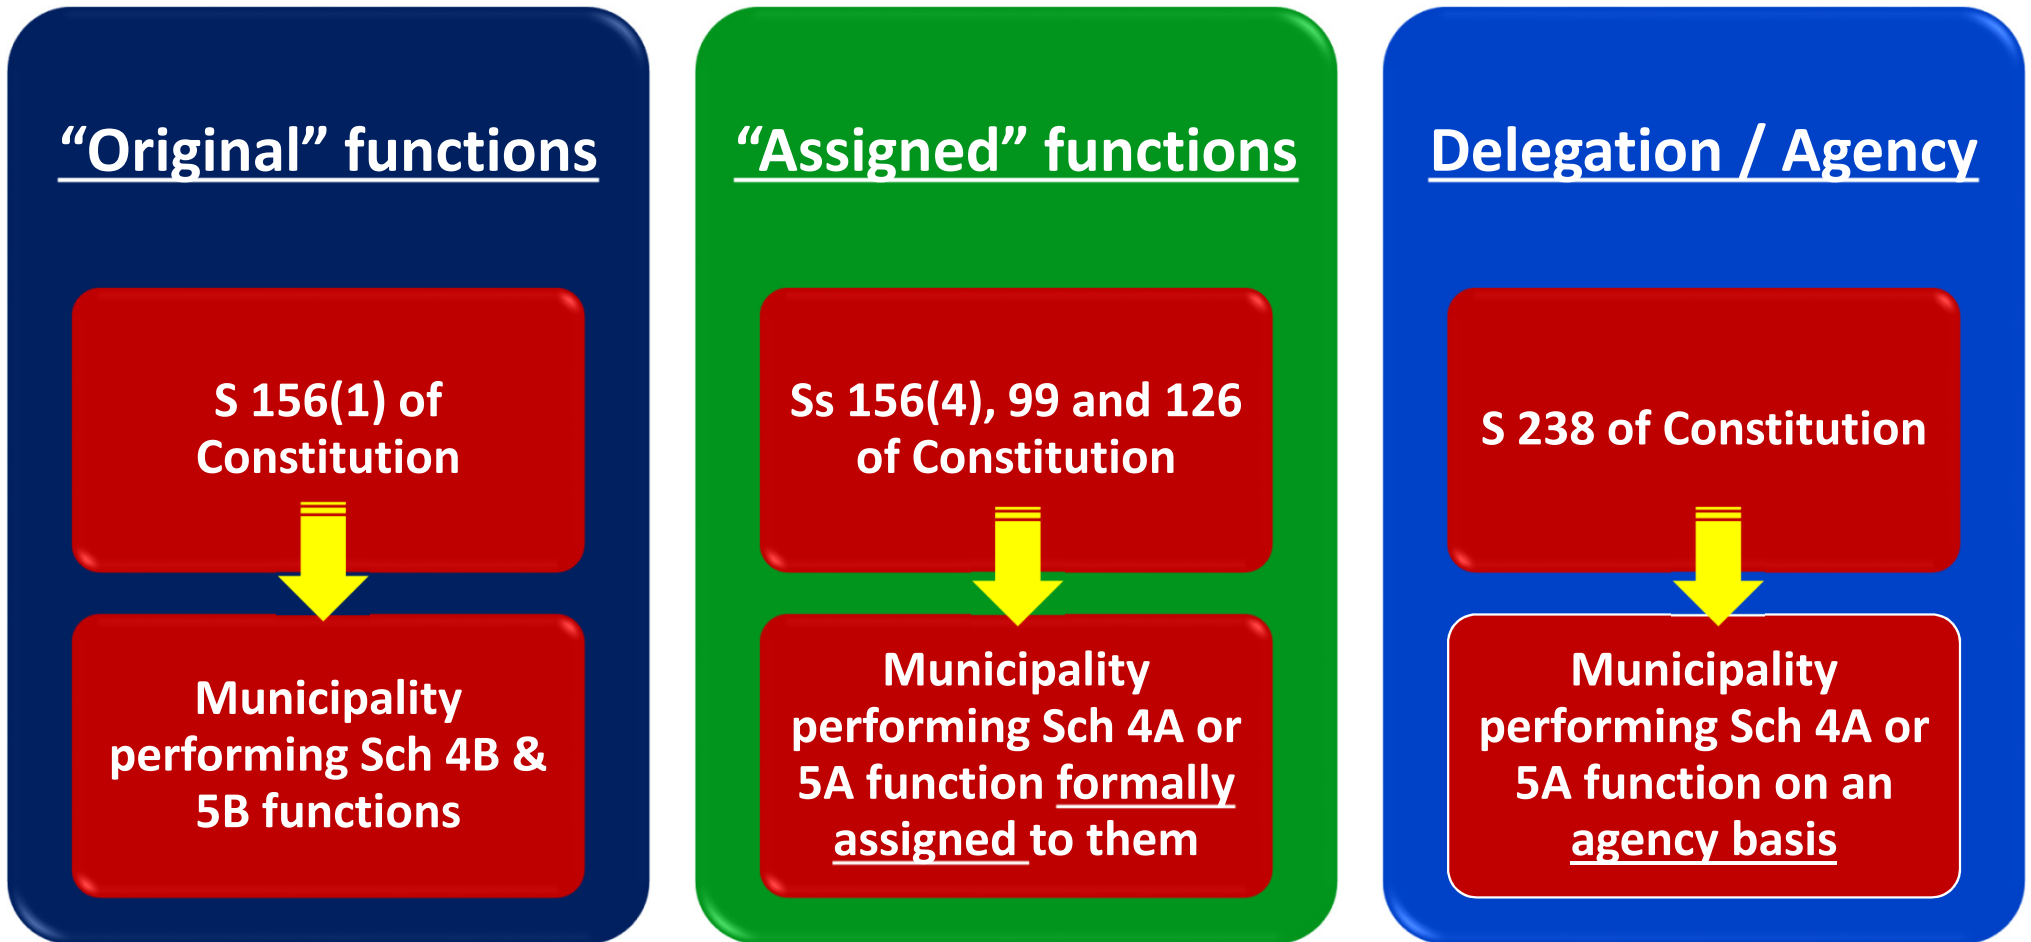 “Original” functions
S 156(1) of
Constitution
Municipality
performing Sch 4B &
5B functions
“Assigned” functions
Ss 156(4), 99 and 126
of Constitution
Municipality
performing Sch 4A or
5A function formally
assigned to them
Delegation / Agency
S 238 of Constitution
Municipality
performing Sch 4A or
5A function on an
agency basis